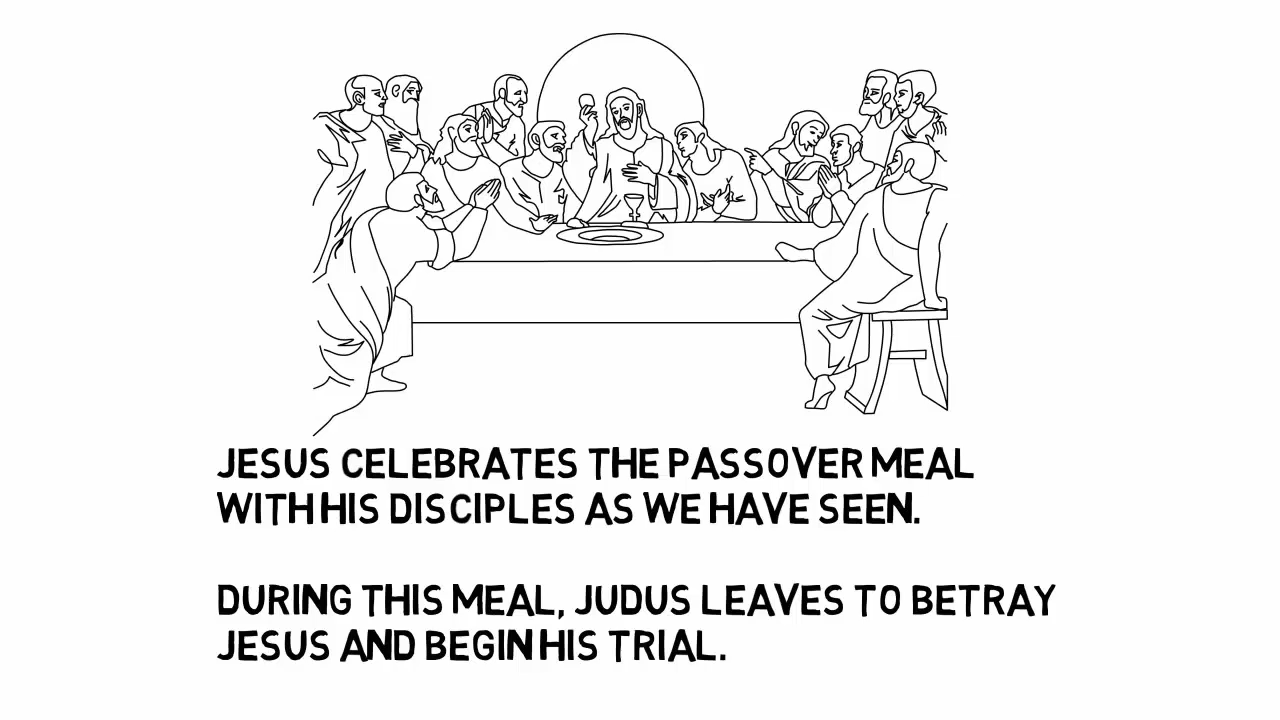 JESUS CELEBRATES THE PASSOVER MEAL
WITH HIS DISCIPLES AS WE HAVE SEEN.
DURING THIS MEAL, JUDUS LEAVES TO BETRAY
JESUS AND BEGIN HIS TRIAL.